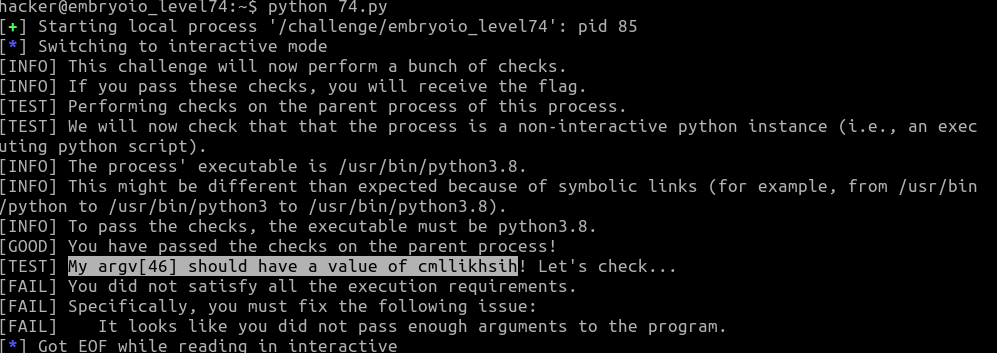 hacker@embryoio_level74:~$ python 74.py
[+] Starting local process '/challenge/embryoio_level74': pid 85
[*] Switching to interactive mode
[INFO] This challenge will now perform a bunch of checks.
[INFO] If you pass these checks, you will receive the flag.
[TEST] Performing checks on the parent process of this process.
[TEST] We will now check that that the process is a non-interactive python instance (i.e., an exec
uting python script).
[INFO] The process' executable is /usr/bin/python3.8.
[INFO] This might be different than expected because of symbolic links (for example, from /usr/bin
/python to /usr/bin/python3 to /usr/bin/python3.8).
[INFO] To pass the checks, the executable must be python3.8.
[GOOD] You have passed the checks on the parent process!
[TEST] My argv[46] should have a value of cmllikhsih! Let's check...
[FAIL] You did not satisfy all the execution requirements.
[FAIL] Specifically, you must fix the following issue:
[FAIL]    It looks like you did not pass enough arguments to the program.
[*] Got EOF while reading in interactive